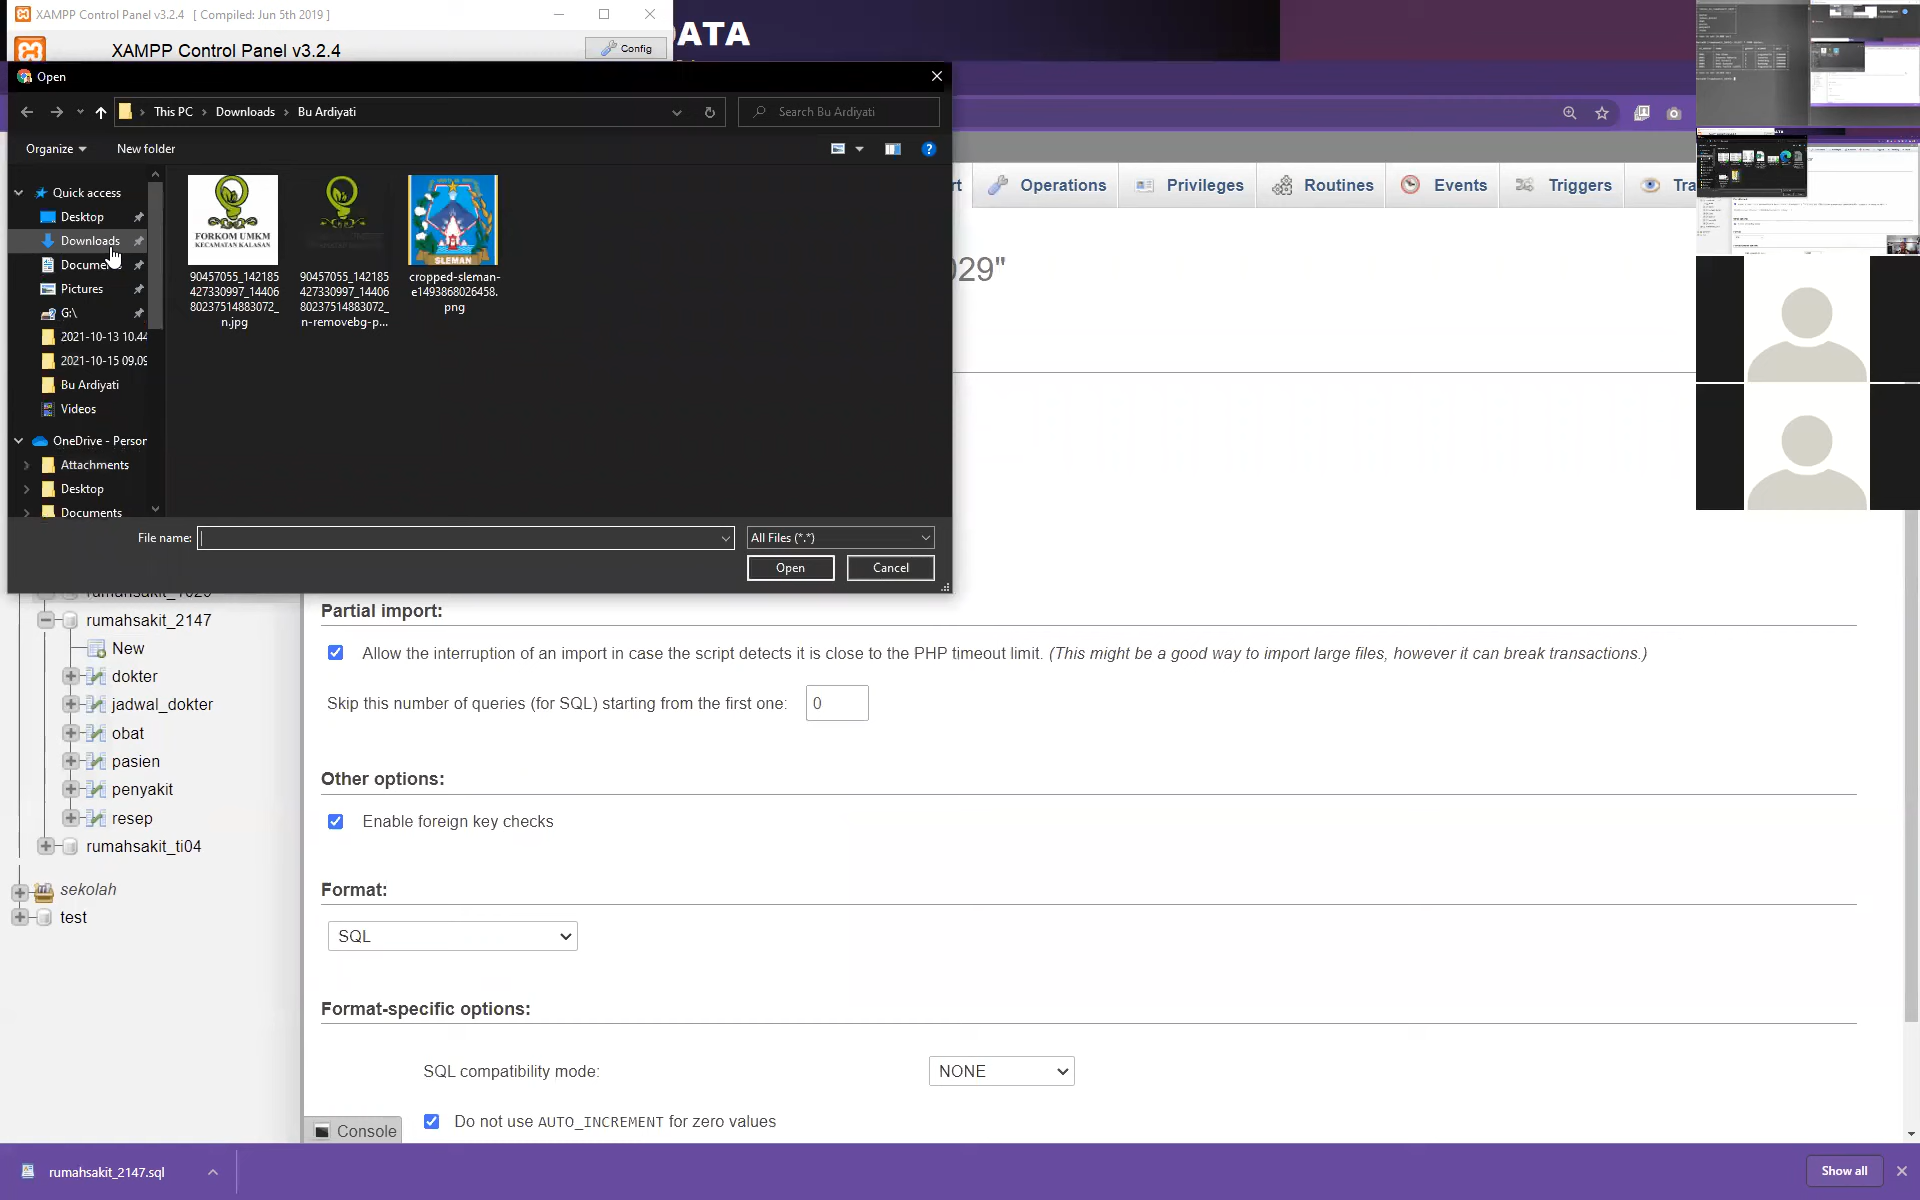 XAMPP Control Panel v3.2.4 [ Compiled: Jun 5th 2019 ]
XAMPP Control Panel v3.2.4
Config
ATA
Open
This PC
Downloads
Bu Ardiyati
Search Bu Ardiyati
Organize
New folder
Quick access
Desktop
Downloads
Docume
Pictures
G:\
2021-10-13 10.44
2021-10-15 09.09
Bu Ardiyati
Videos
OneDrive - Person
Attachments
Desktop
Documents
FORKOM UMKM
KECAMATAN KALASAN
SLEMAN
90457055_142185
427330997_14406
80237514883072_
n.jpg
90457055_142185
427330997_14406
80237514883072_
n-removebg-p...
cropped-sleman-
e1493868026458.
png
File name:
All Files (*.*)
Open
Cancel
rt
Operations
Privileges
Routines
Events
Triggers
Tra
029"
rumahsakit_2147
New
dokter
jadwal_dokter
obat
pasien
penyakit
resep
rumahsakit_ti04
sekolah
test
Partial import:
Allow the interruption of an import in case the script detects it is close to the PHP timeout limit. (This might be a good way to import large files, however it can break transactions.)
Skip this number of queries (for SQL) starting from the first one: 0
Other options:
Enable foreign key checks
Format:
SQL
Format-specific options:
SQL compatibility mode:
NONE
Do not use AUTO_INCREMENT for zero values
Console
rumahsakit_2147.sql
Show all